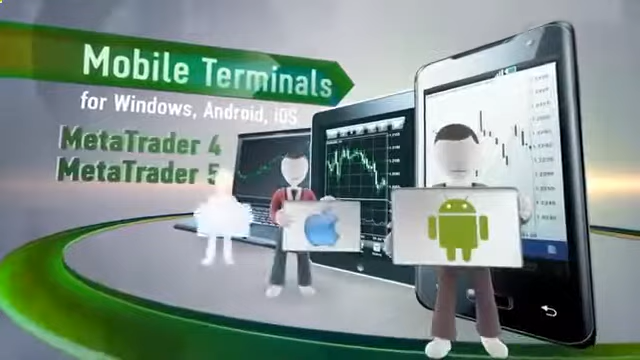 Mobile Terminals
for Windows, Android, iOS
MetaTrader 4
MetaTrader 5